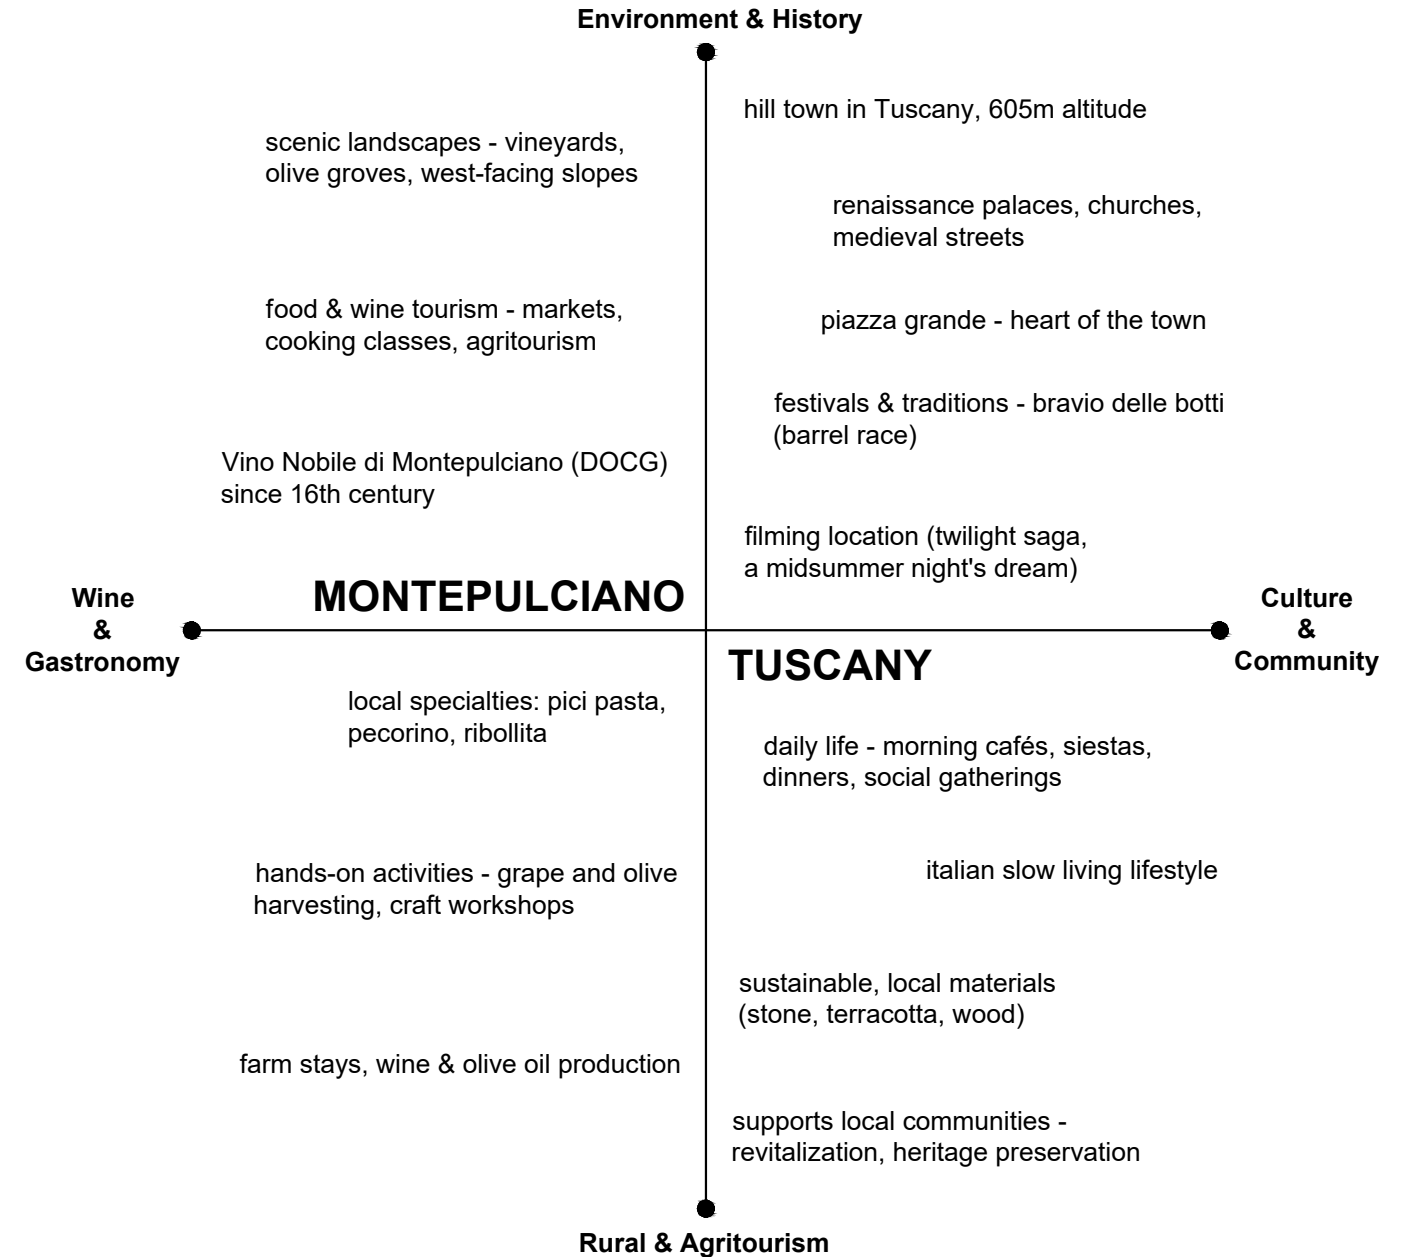 Environment & History
hill town in Tuscany, 605m altitude
scenic landscapes - vineyards,
olive groves, west-facing slopes
renaissance palaces, churches,
medieval streets
food & wine tourism - markets,
cooking classes, agritourism
piazza grande - heart of the town
festivals & traditions - bravio delle botti
(barrel race)
Vino Nobile di Montepulciano (DOCG)
since 16th century
filming location (twilight saga,
a midsummer night's dream)
Wine
&
Gastronomy
MONTEPULCIANO
TUSCANY
Culture
&
Community
local specialties: pici pasta,
pecorino, ribollita
daily life - morning cafés, siestas,
dinners, social gatherings
hands-on activities - grape and olive
harvesting, craft workshops
italian slow living lifestyle
sustainable, local materials
(stone, terracotta, wood)
farm stays, wine & olive oil production
supports local communities -
revitalization, heritage preservation
Rural & Agritourism